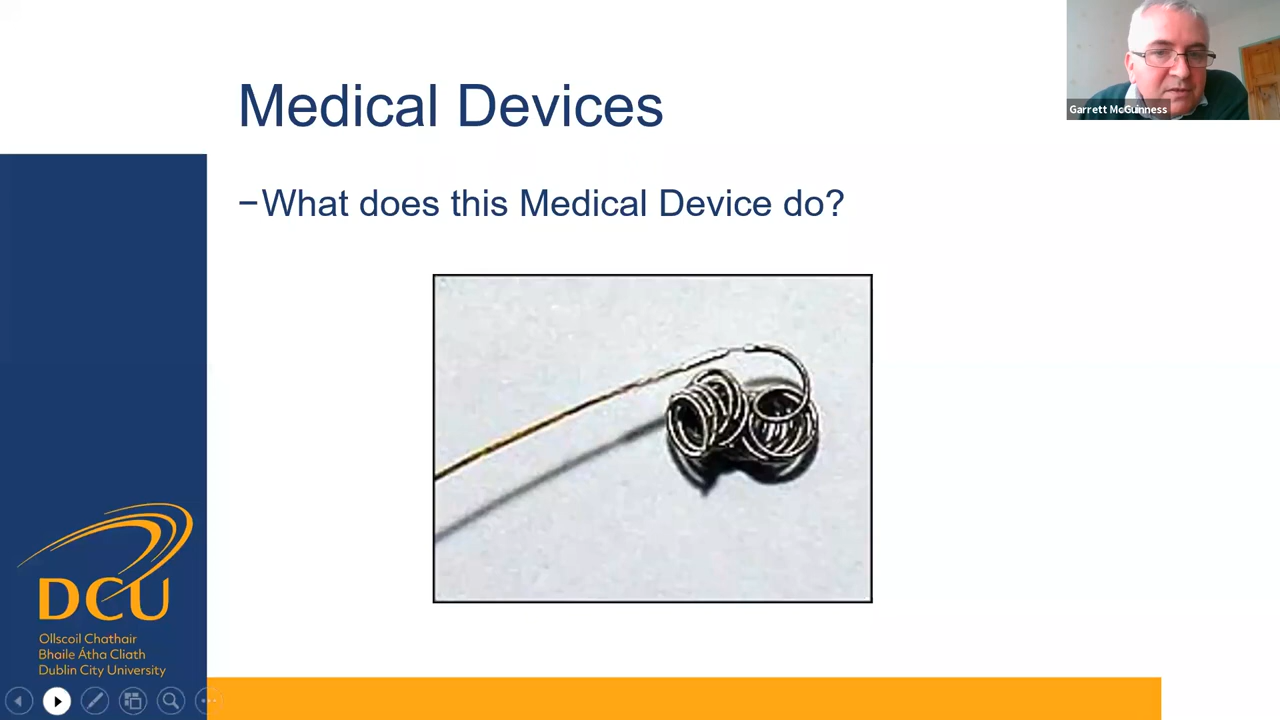 Medical Devices
Garrett McGuinness
–What does this Medical Device do?
DCU
Ollscoil Chathair
Bhaile Átha Cliath
Dublin City University